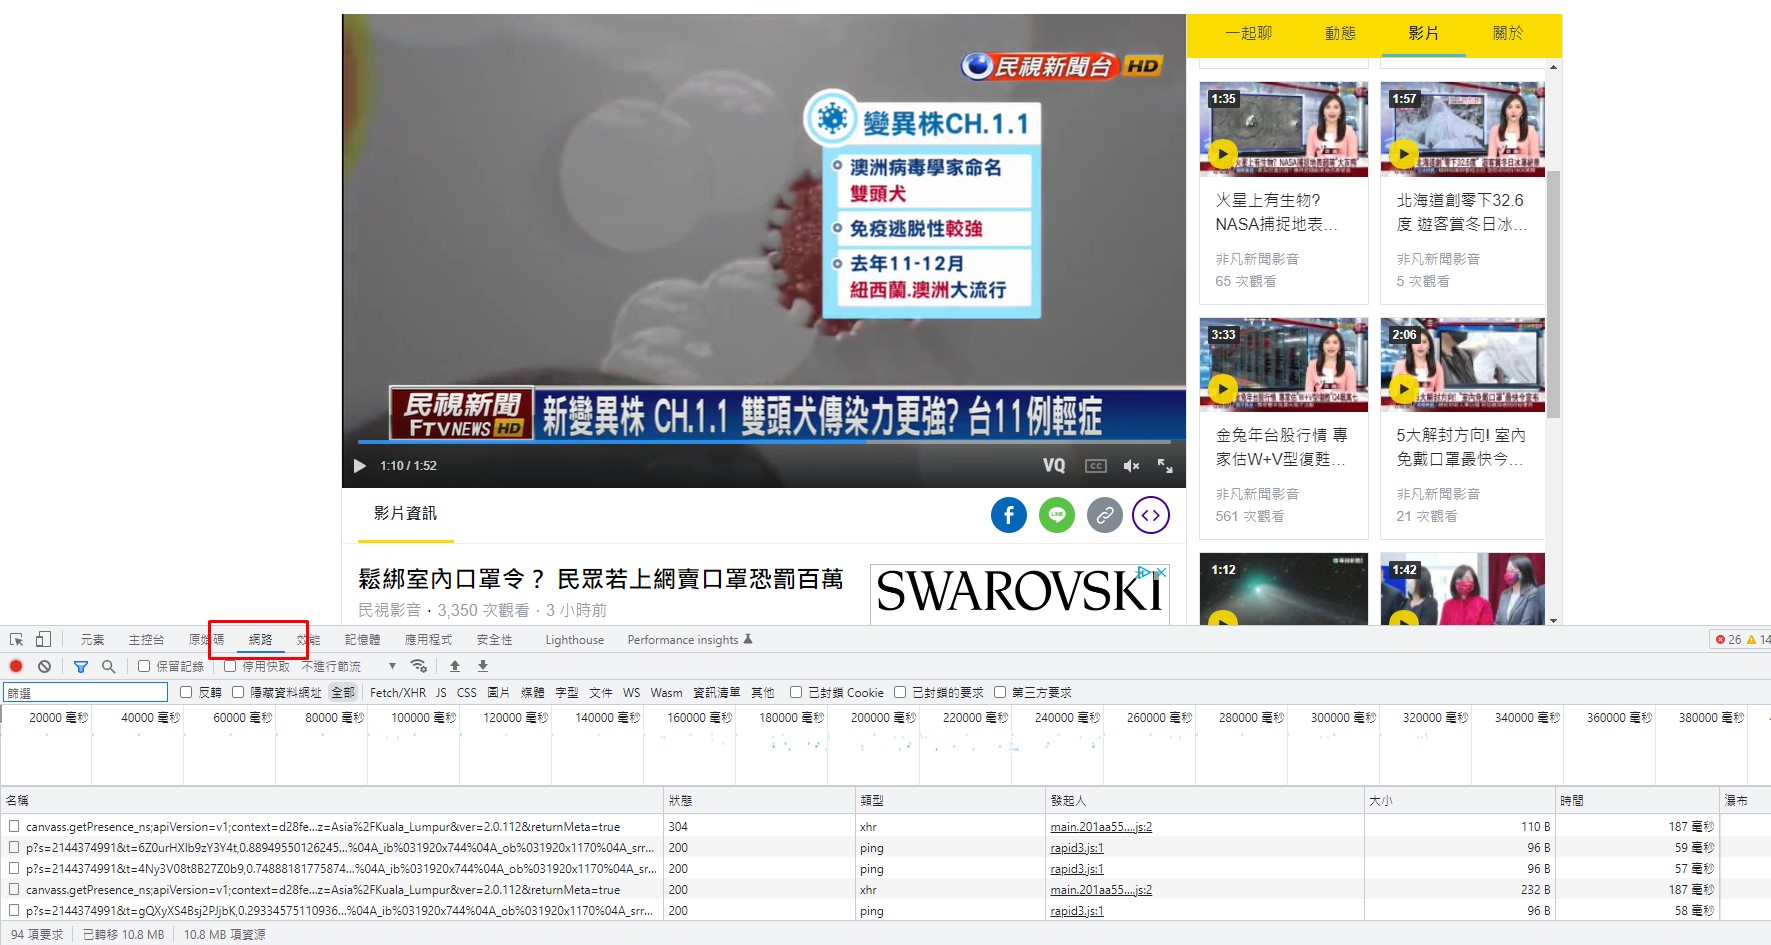 民視新聞台 HD
變異株CH.1.1
澳洲病毒學家命名
雙頭犬
免疫逃脫性較強
去年11-12月
紐西蘭.澳洲大流行
民視新聞
FTVNEWS HD
新變異株 CH.1.1 雙頭犬傳染力更強? 台11例輕症
1:10 / 1:52
VQ
CC
一起聊
動態
影片
關於
1:35
火星上有生物?
NASA捕捉地表...
非凡新聞影音
65 次觀看
1:57
北海道創零下32.6
度 遊客賞冬日冰...
非凡新聞影音
5 次觀看
3:33
金兔年台股行情 專
家估W+V型復甦...
非凡新聞影音
561 次觀看
2:06
5大解封方向! 室內
免戴口罩最快今...
非凡新聞影音
21 次觀看
1:12
1:42
影片資訊
LINE
鬆綁室內口罩令？ 民眾若上網賣口罩恐罰百萬
民視影音 · 3,350 次觀看 · 3 小時前
SWAROVSKI
元素 主控台 原始碼 網路 效能 記憶體 應用程式 安全性 Lighthouse Performance insights
26 14
保留記錄 停用快取 不進行節流
篩選 反轉 隱藏資料網址 全部 Fetch/XHR JS CSS 圖片 媒體 字型 文件 WS Wasm 資訊清單 其他 已封鎖 Cookie 已封鎖的要求 第三方要求
20000 毫秒 40000 毫秒 60000 毫秒 80000 毫秒 100000 毫秒 120000 毫秒 140000 毫秒 160000 毫秒 180000 毫秒 200000 毫秒 220000 毫秒 240000 毫秒 260000 毫秒 280000 毫秒 300000 毫秒 320000 毫秒 340000 毫秒 360000 毫秒 380000 毫秒
名稱 狀態 類型 發起人 大小 時間 瀑布
canvass.getPresence_ns;apiVersion=v1;context=d28fe...z=Asia%2FKuala_Lumpur&ver=2.0.112&returnMeta=true 304 xhr main.201aa55....js:2 110 B 187 毫秒
p?s=2144374991&t=6Z0urHXIb9zY3Y4t,0.88949550126245...%04A_ib%031920x744%04A_ob%031920x1170%04A_srr... 200 ping rapid3.js:1 96 B 59 毫秒
p?s=2144374991&t=4Ny3V08t8B27Z0b9,0.74888181775874...%04A_ib%031920x744%04A_ob%031920x1170%04A_sr... 200 ping rapid3.js:1 96 B 57 毫秒
canvass.getPresence_ns;apiVersion=v1;context=d28fe...z=Asia%2FKuala_Lumpur&ver=2.0.112&returnMeta=true 200 xhr main.201aa55....js:2 232 B 187 毫秒
p?s=2144374991&t=gQXyXS4Bsj2PJjbK,0.29334575110936...%04A_ib%031920x744%04A_ob%031920x1170%04A_srr... 200 ping rapid3.js:1 96 B 58 毫秒
94 項要求 已轉移 10.8 MB 10.8 MB 項資源